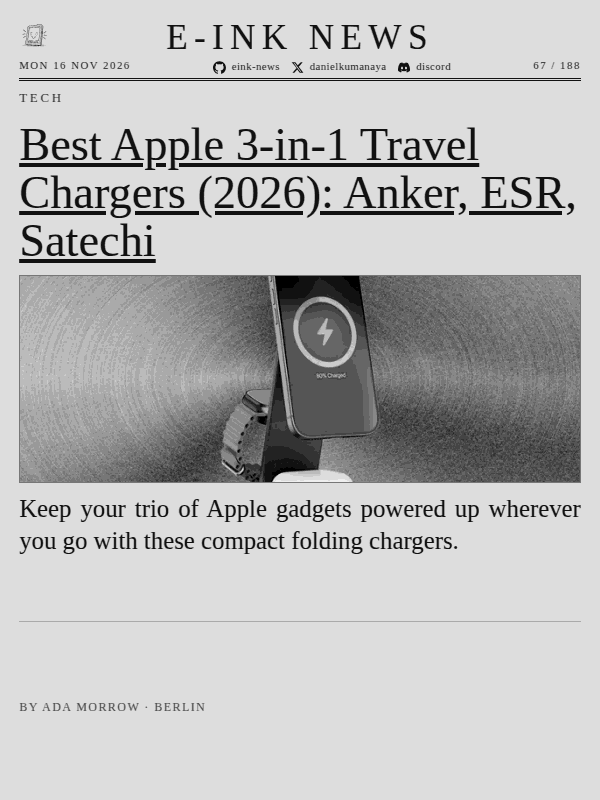 E-INK NEWS
MON 16 NOV 2026
eink-news danielkumanaya discord
67 / 188
TECH
Best Apple 3-in-1 Travel
Chargers (2026): Anker, ESR,
Satechi
80% Charged
Keep your trio of Apple gadgets powered up wherever
you go with these compact folding chargers.
BY ADA MORROW · BERLIN